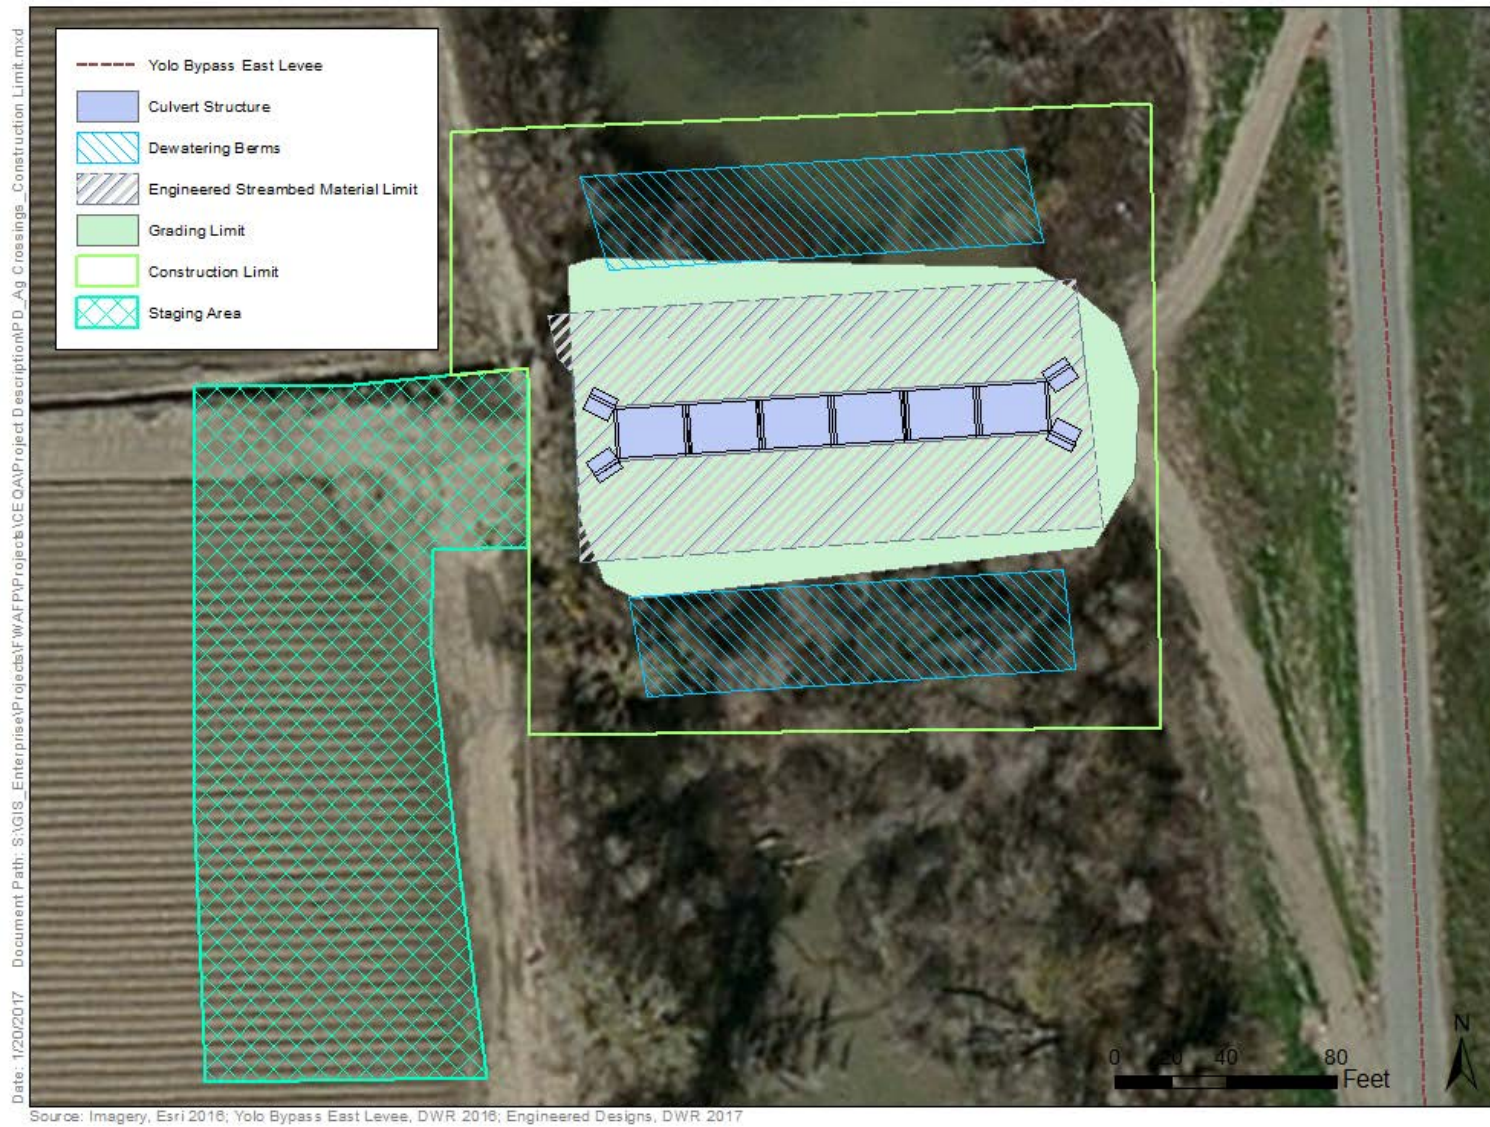 Yolo Bypass East Levee
Culvert Structure
Dewatering Berms
Engineered Streambed Material Limit
Grading Limit
Construction Limit
Staging Area
Date: 1/20/2017 Document Path: S:\GIS_Enterprise\Projects\FWAFP\Projects\CEQA\Project Description\PD_Ag Crossings_Construction Limit.mxd
N
0 20 40 80
Feet
Source: Imagery, Esri 2016; Yolo Bypass East Levee, DWR 2016; Engineered Designs, DWR 2017